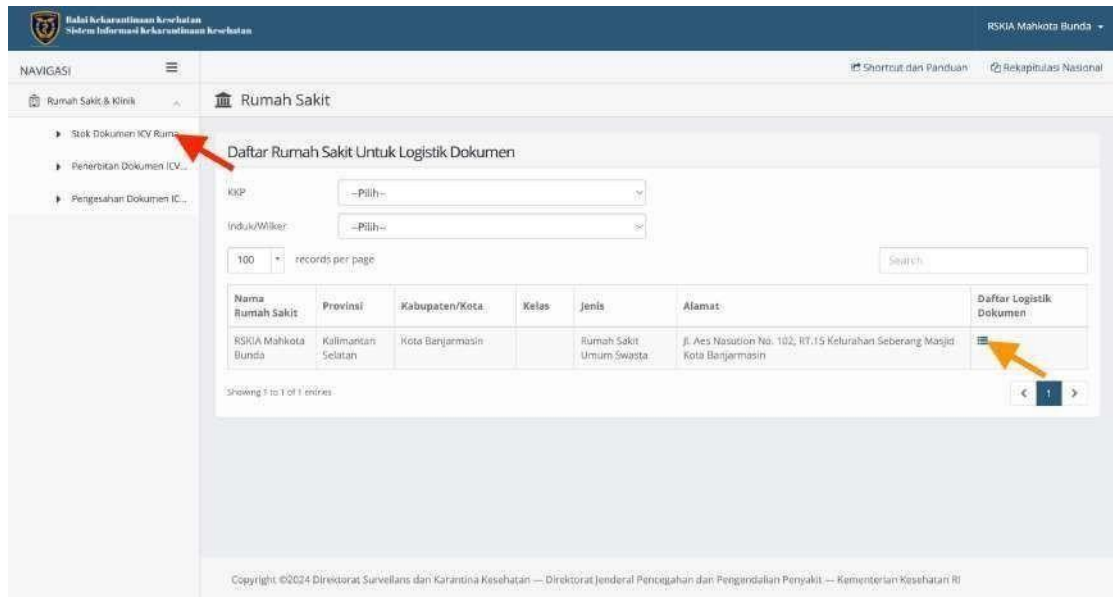 Balai Kekarantinaan Kesehatan
Sistem Informasi Kekarantinaan Kesehatan
RSKIA Mahkota Bunda
NAVIGASI
Shortcut dan Panduan
Rekapitulasi Nasional
Rumah Sakit & Klinik
Rumah Sakit
Stok Dokumen ICV Ruma...
Penerbitan Dokumen ICV...
Pengesahan Dokumen IC...
Daftar Rumah Sakit Untuk Logistik Dokumen
KKP
--Pilih--
Induk/Wilker
--Pilih--
100 records per page
Search
Nama Rumah Sakit
Provinsi
Kabupaten/Kota
Kelas
Jenis
Alamat
Daftar Logistik Dokumen
RSKIA Mahkota Bunda
Kalimantan Selatan
Kota Banjarmasin
Rumah Sakit Umum Swasta
Jl. Aes Nasution No. 102, RT.15 Kelurahan Seberang Masjid
Kota Banjarmasin
Showing 1 to 1 of 1 entries
< 1 >
Copyright ©2024 Direktorat Surveilans dan Karantina Kesehatan — Direktorat Jenderal Pencegahan dan Pengendalian Penyakit — Kementerian Kesehatan RI